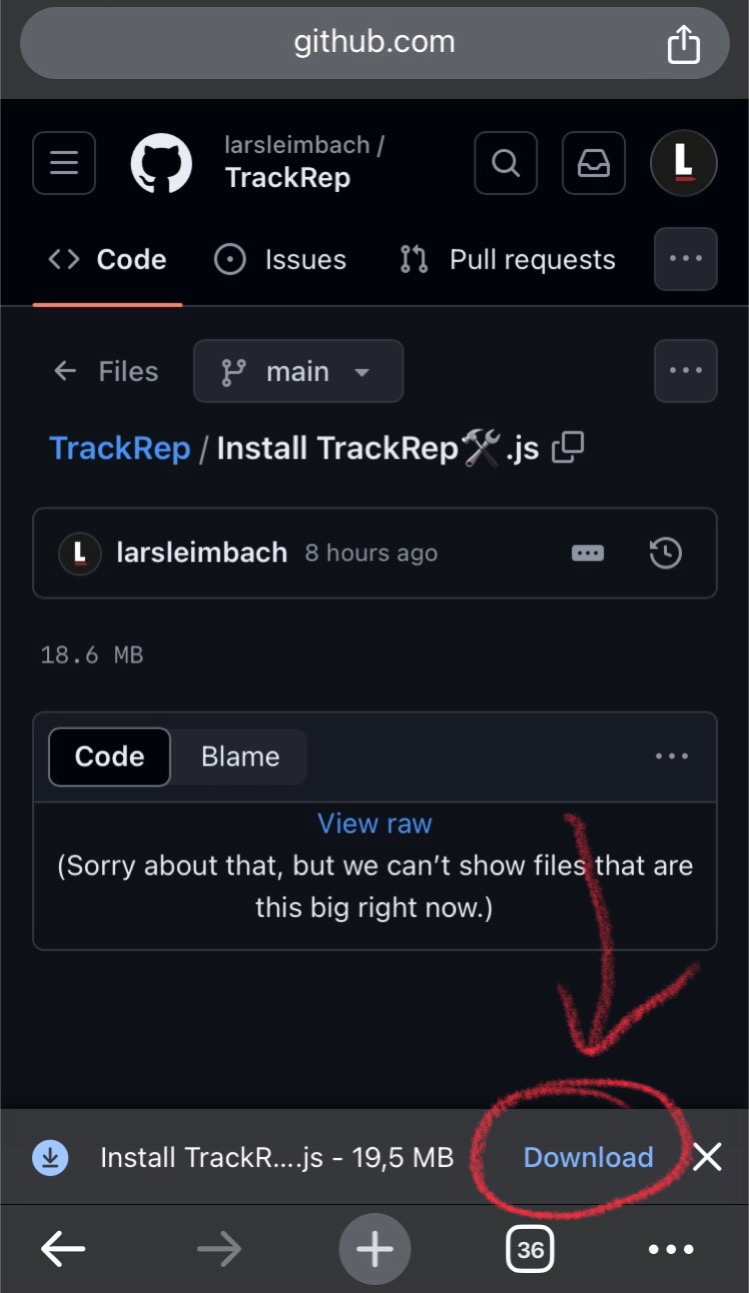 github.com
larsleimbach /
TrackRep
L
Code
Issues
Pull requests
Files
main
TrackRep / Install TrackRep🛠️.js
L
larsleimbach 8 hours ago
18.6 MB
Code
Blame
View raw
(Sorry about that, but we can’t show files that are
this big right now.)
Install TrackR....js - 19,5 MB
Download
36